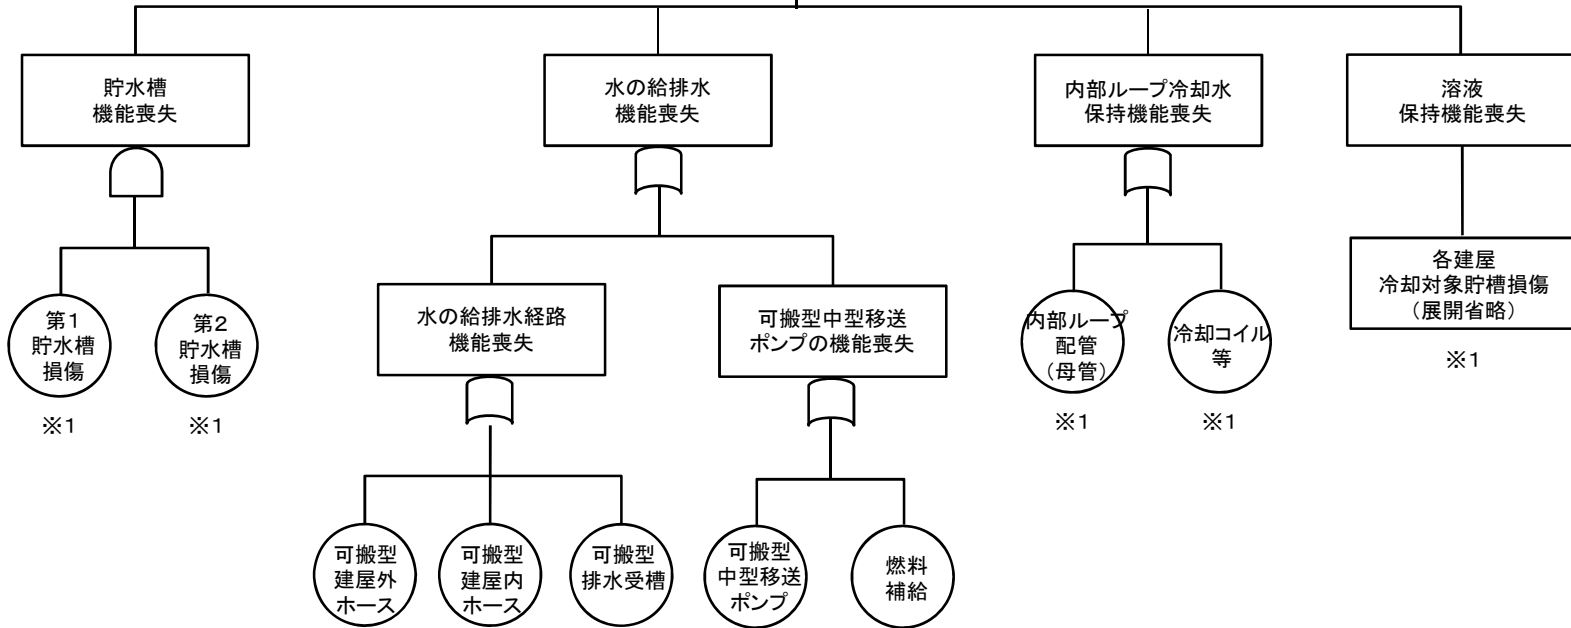 貯水槽
機能喪失
水の給排水
機能喪失
内部ループ冷却水
保持機能喪失
溶液
保持機能喪失
第1
貯水槽
損傷
※1
第2
貯水槽
損傷
※1
水の給排水経路
機能喪失
可搬型中型移送
ポンプの機能喪失
内部ループ
配管
(母管)
※1
冷却コイル
等
※1
各建屋
冷却対象貯槽損傷
(展開省略)
※1
可搬型
建屋外
ホース
可搬型
建屋内
ホース
可搬型
排水受槽
可搬型
中型移送
ポンプ
燃料
補給